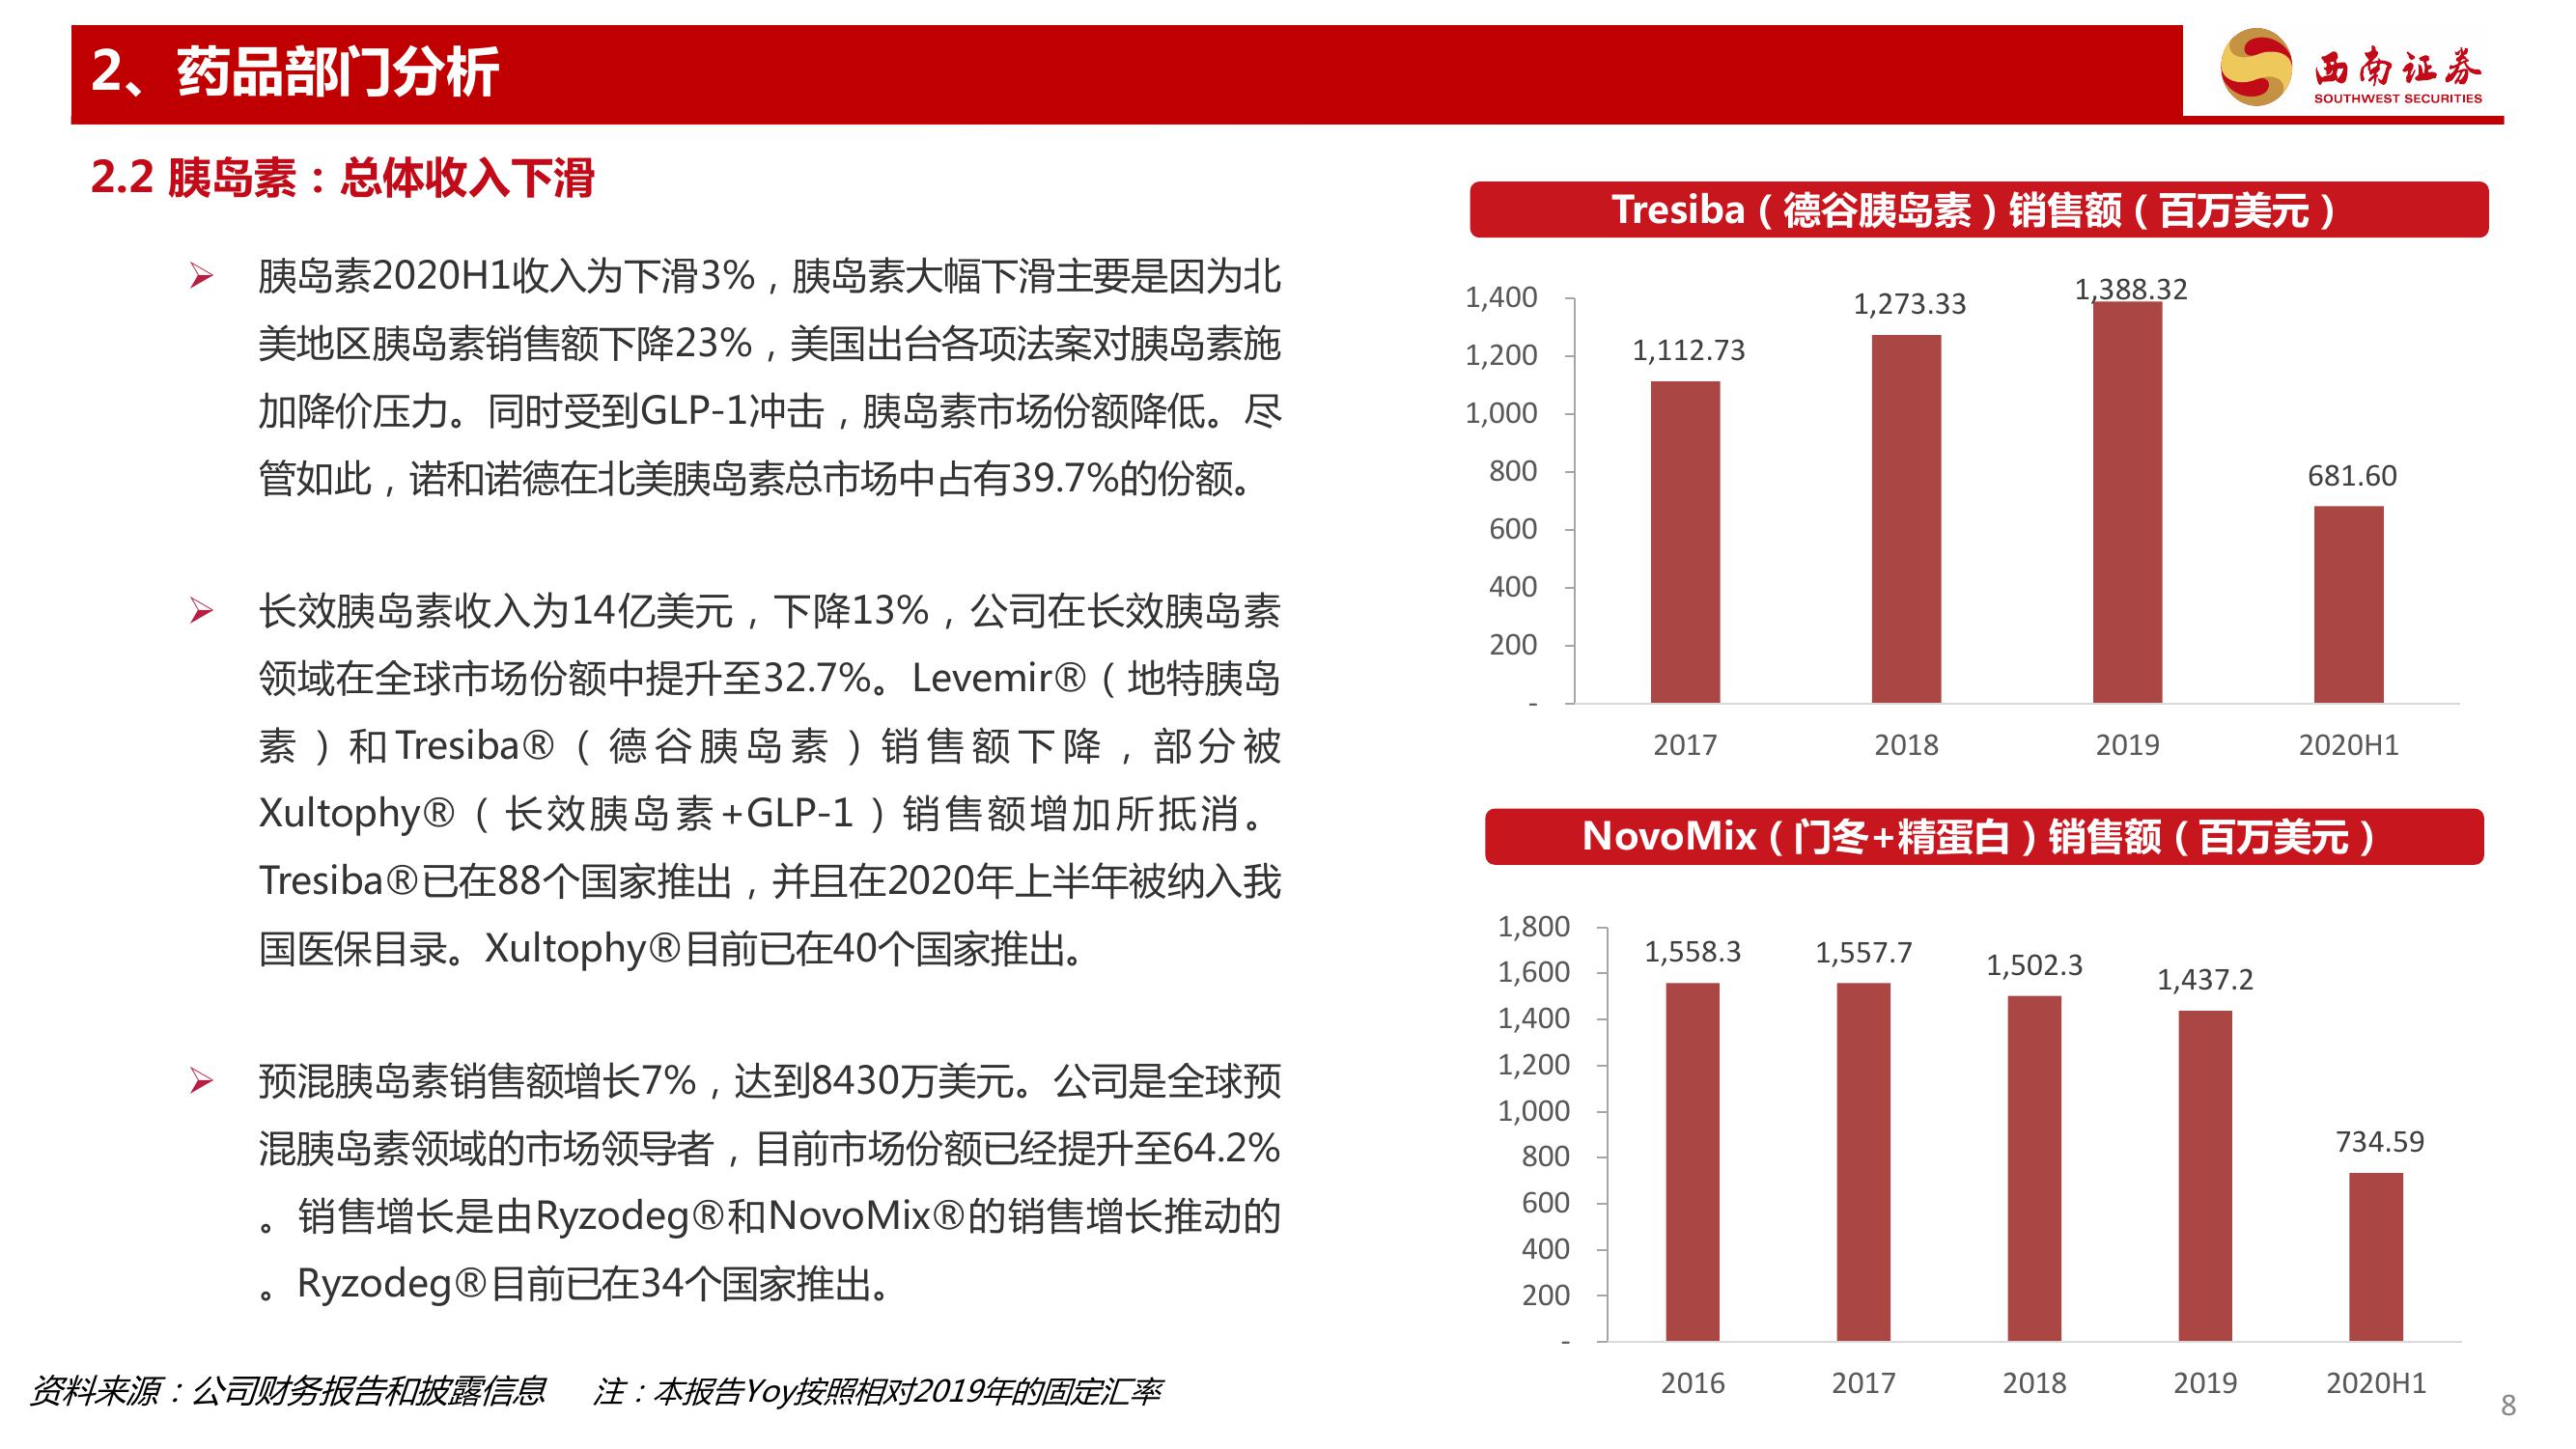 2、药品部门分析
西南证券
SOUTHWEST SECURITIES
2.2 胰岛素：总体收入下滑
➢ 胰岛素2020H1收入为下滑3%，胰岛素大幅下滑主要是因为北
美地区胰岛素销售额下降23%，美国出台各项法案对胰岛素施
加降价压力。同时受到GLP-1冲击，胰岛素市场份额降低。尽
管如此，诺和诺德在北美胰岛素总市场中占有39.7%的份额。
➢ 长效胰岛素收入为14亿美元，下降13%，公司在长效胰岛素
领域在全球市场份额中提升至32.7%。Levemir®（地特胰岛
素）和Tresiba®（德谷胰岛素）销售额下降，部分被
Xultophy®（长效胰岛素+GLP-1）销售额增加所抵消。
Tresiba®已在88个国家推出，并且在2020年上半年被纳入我
国医保目录。Xultophy®目前已在40个国家推出。
➢ 预混胰岛素销售额增长7%，达到8430万美元。公司是全球预
混胰岛素领域的市场领导者，目前市场份额已经提升至64.2%
。销售增长是由Ryzodeg®和NovoMix®的销售增长推动的
。Ryzodeg®目前已在34个国家推出。
Tresiba（德谷胰岛素）销售额（百万美元）
1,400
1,200
1,000
800
600
400
200
-
1,112.73
1,273.33
1,388.32
681.60
2017 2018 2019 2020H1
NovoMix（门冬+精蛋白）销售额（百万美元）
1,800
1,600
1,400
1,200
1,000
800
600
400
200
-
1,558.3
1,557.7
1,502.3
1,437.2
734.59
2016 2017 2018 2019 2020H1
资料来源：公司财务报告和披露信息 注：本报告Yoy按照相对2019年的固定汇率
8